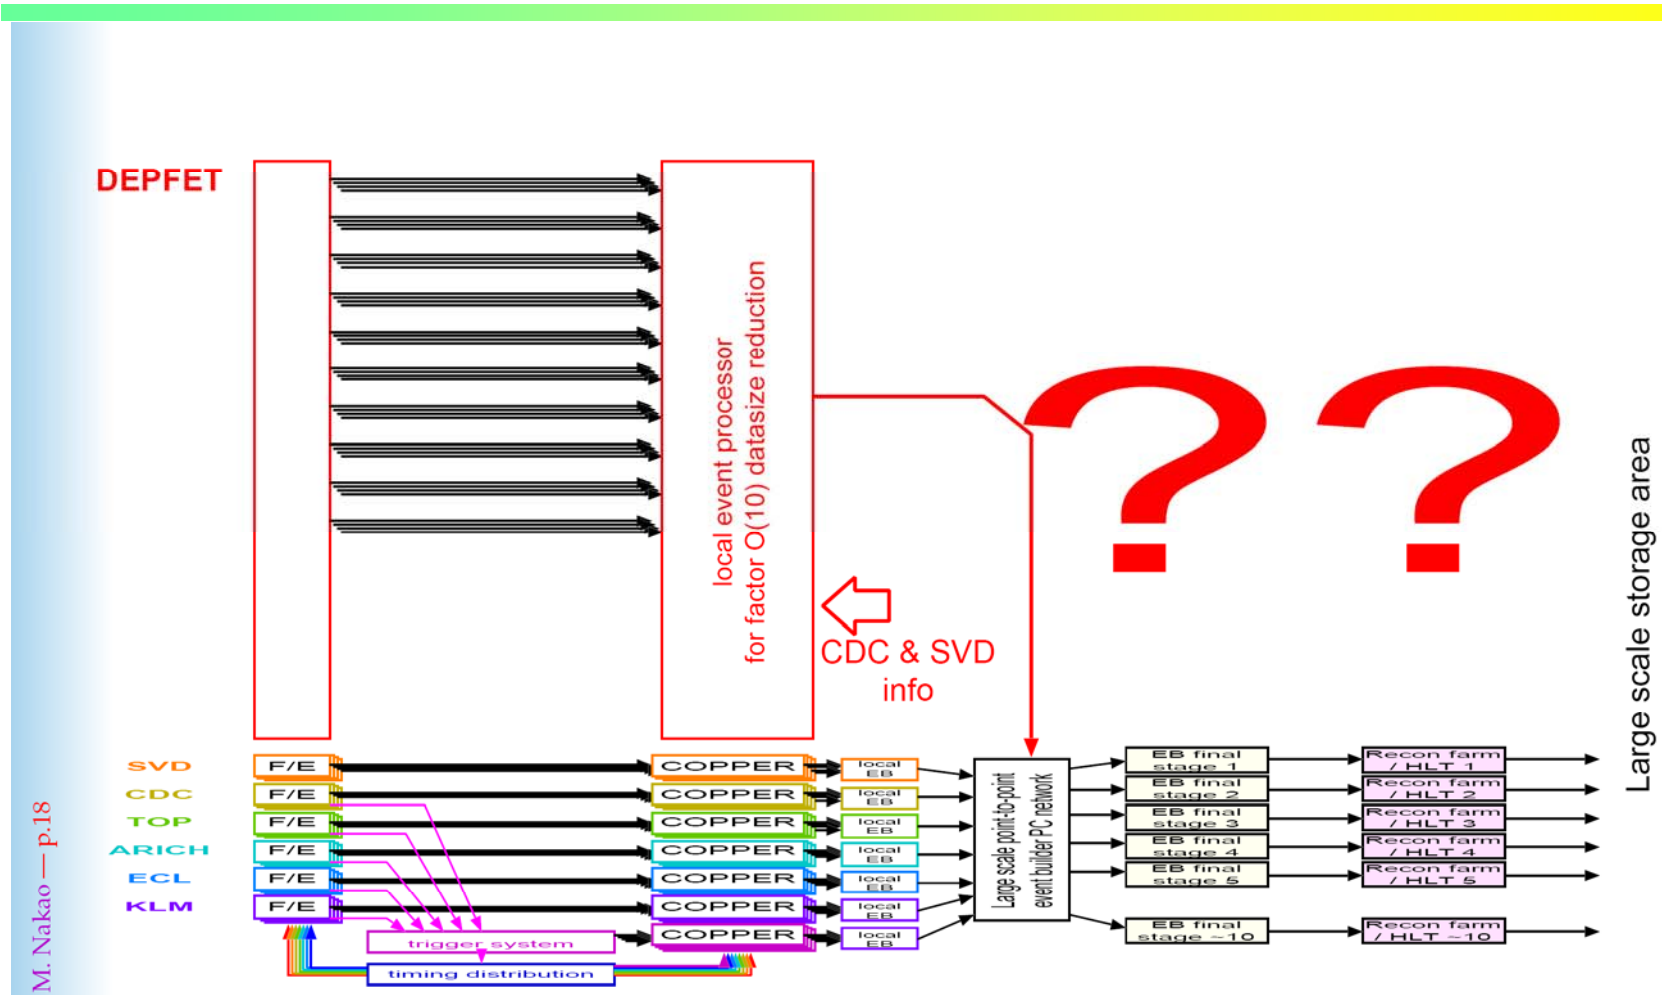 DEPFET
local event processor
for factor O(10) datasize reduction
?
?
CDC & SVD
info
Large scale storage area
SVD
F/E
COPPER
local
EB
EB final
stage 1
Recon farm
/ HLT 1
CDC
F/E
COPPER
local
EB
EB final
stage 2
Recon farm
/ HLT 2
TOP
F/E
COPPER
local
EB
EB final
stage 3
Recon farm
/ HLT 3
ARICH
F/E
COPPER
local
EB
EB final
stage 4
Recon farm
/ HLT 4
ECL
F/E
COPPER
local
EB
EB final
stage 5
Recon farm
/ HLT 5
KLM
F/E
COPPER
local
EB
trigger system
COPPER
local
EB
EB final
stage ~10
Recon farm
/ HLT ~10
Large scale point-to-point
event builder PC network
timing distribution
M. Nakao — p.18